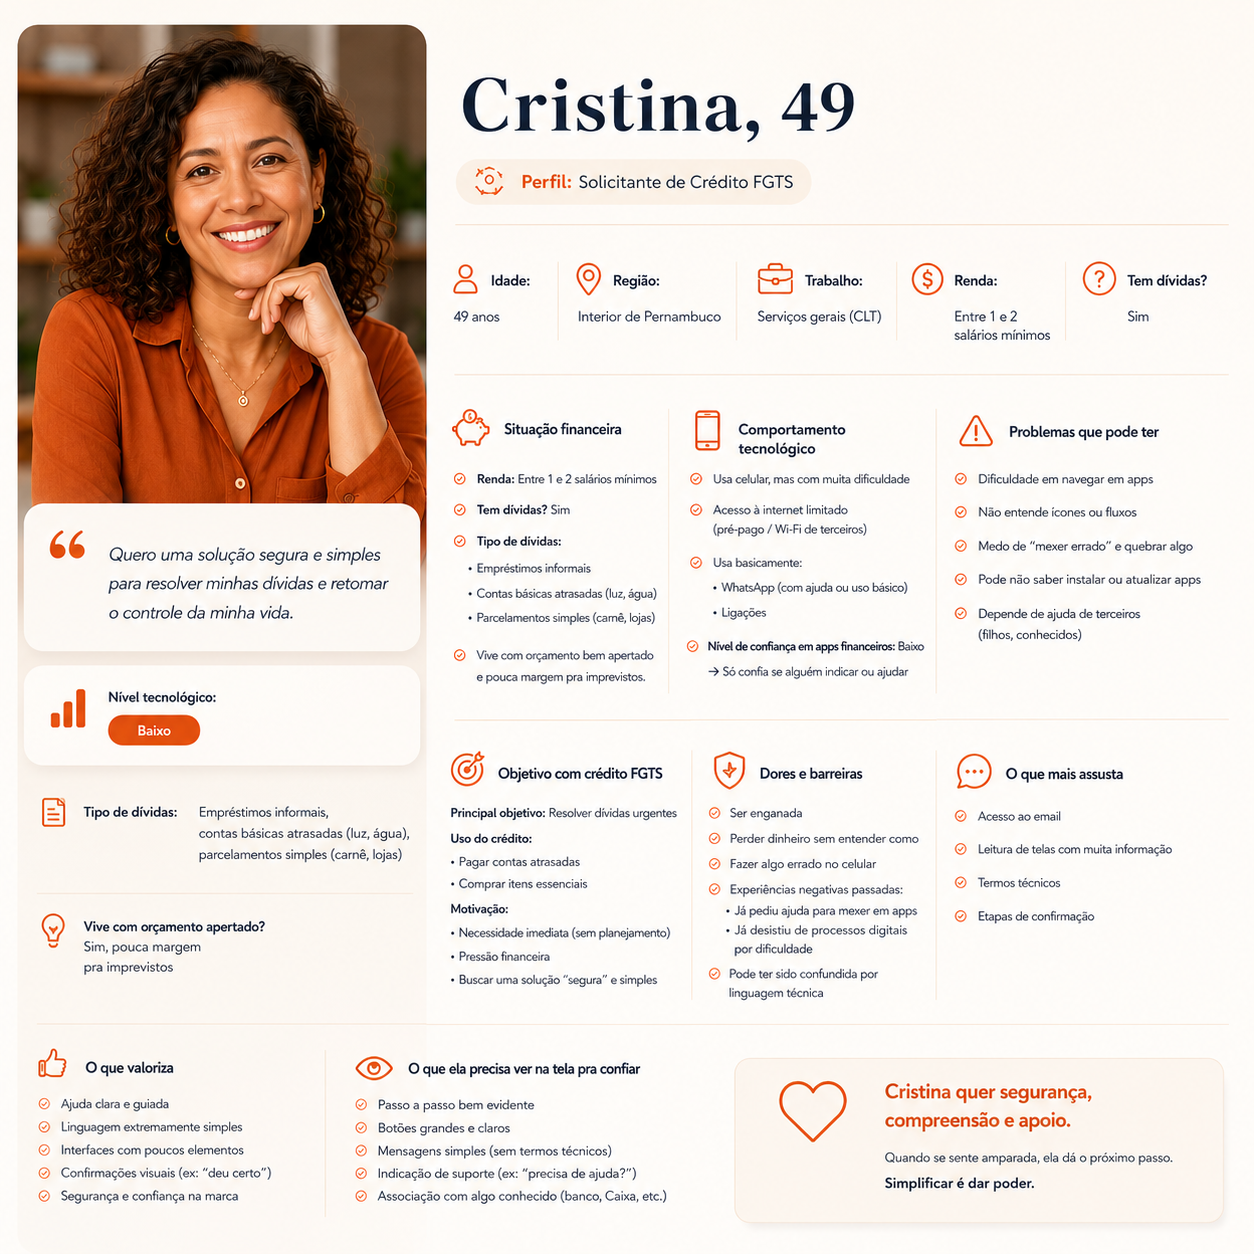 Cristina, 49
Perfil: Solicitante de Crédito FGTS
Idade:
49 anos
Região:
Interior de Pernambuco
Trabalho:
Serviços gerais (CLT)
Renda:
Entre 1 e 2
salários mínimos
Tem dívidas?
Sim
“
Quero uma solução segura e simples
para resolver minhas dívidas e retomar
o controle da minha vida.
Nível tecnológico:
Baixo
Tipo de dívidas:
Empréstimos informais,
contas básicas atrasadas (luz, água),
parcelamentos simples (carnê, lojas)
Vive com orçamento apertado?
Sim, pouca margem
pra imprevistos
Situação financeira
Renda: Entre 1 e 2 salários mínimos
Tem dívidas? Sim
Tipo de dívidas:
• Empréstimos informais
• Contas básicas atrasadas (luz, água)
• Parcelamentos simples (carnê, lojas)
Vive com orçamento bem apertado
e pouca margem pra imprevistos.
Comportamento
tecnológico
Usa celular, mas com muita dificuldade
Acesso à internet limitado
(pré-pago / Wi-Fi de terceiros)
Usa basicamente:
• WhatsApp (com ajuda ou uso básico)
• Ligações
Nível de confiança em apps financeiros: Baixo
→ Só confia se alguém indicar ou ajudar
Problemas que pode ter
Dificuldade em navegar em apps
Não entende ícones ou fluxos
Medo de “mexer errado” e quebrar algo
Pode não saber instalar ou atualizar apps
Depende de ajuda de terceiros
(filhos, conhecidos)
Objetivo com crédito FGTS
Principal objetivo: Resolver dívidas urgentes
Uso do crédito:
• Pagar contas atrasadas
• Comprar itens essenciais
Motivação:
• Necessidade imediata (sem planejamento)
• Pressão financeira
• Buscar uma solução “segura” e simples
Dores e barreiras
Ser enganada
Perder dinheiro sem entender como
Fazer algo errado no celular
Experiências negativas passadas:
• Já pediu ajuda para mexer em apps
• Já desistiu de processos digitais
por dificuldade
Pode ter sido confundida por
linguagem técnica
O que mais assusta
Acesso ao email
Leitura de telas com muita informação
Termos técnicos
Etapas de confirmação
O que valoriza
Ajuda clara e guiada
Linguagem extremamente simples
Interfaces com poucos elementos
Confirmações visuais (ex: “deu certo”)
Segurança e confiança na marca
O que ela precisa ver na tela pra confiar
Passo a passo bem evidente
Botões grandes e claros
Mensagens simples (sem termos técnicos)
Indicação de suporte (ex: “precisa de ajuda?”)
Associação com algo conhecido (banco, Caixa, etc.)
Cristina quer segurança,
compreensão e apoio.
Quando se sente amparada, ela dá o próximo passo.
Simplificar é dar poder.